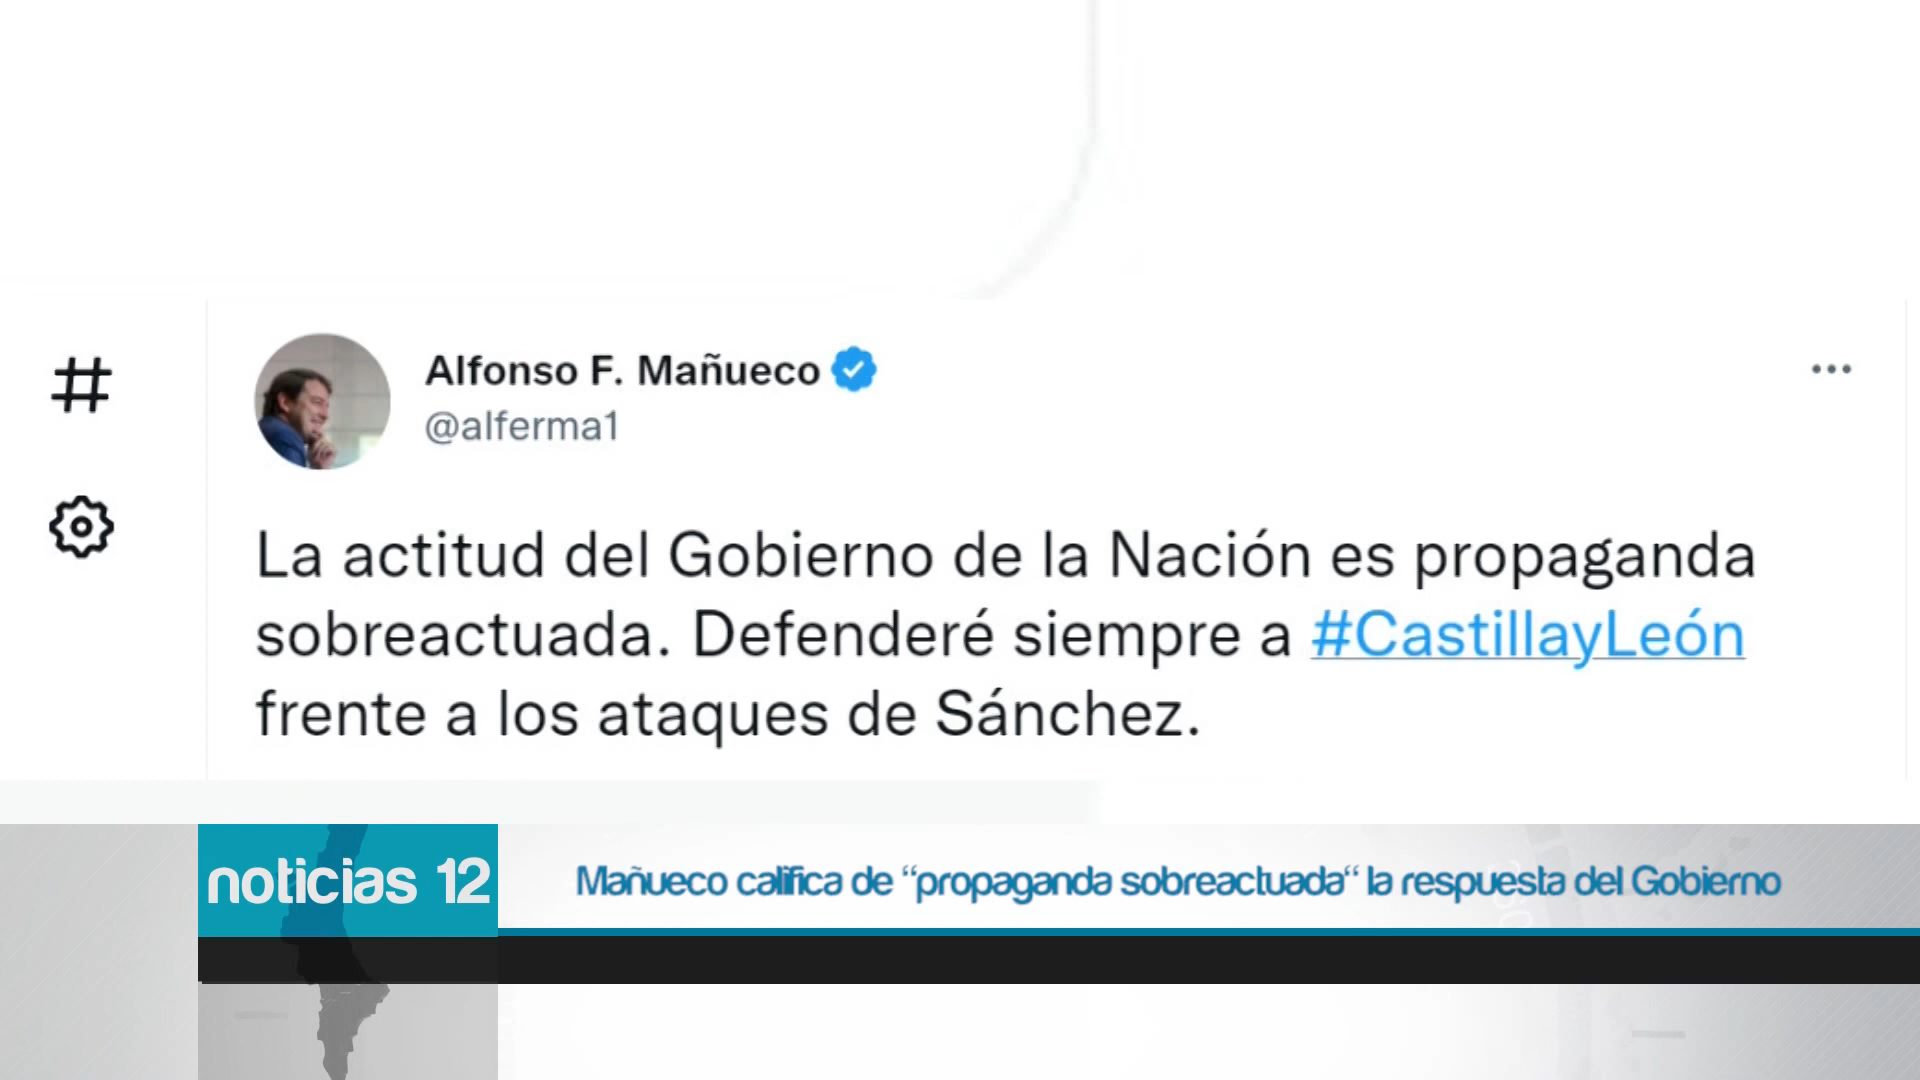 Alfonso F. Mañueco
@alferma1
La actitud del Gobierno de la Nación es propaganda
sobreactuada. Defenderé siempre a #CastillayLeón
frente a los ataques de Sánchez.
noticias 12
Mañueco califica de “propaganda sobreactuada“ la respuesta del Gobierno